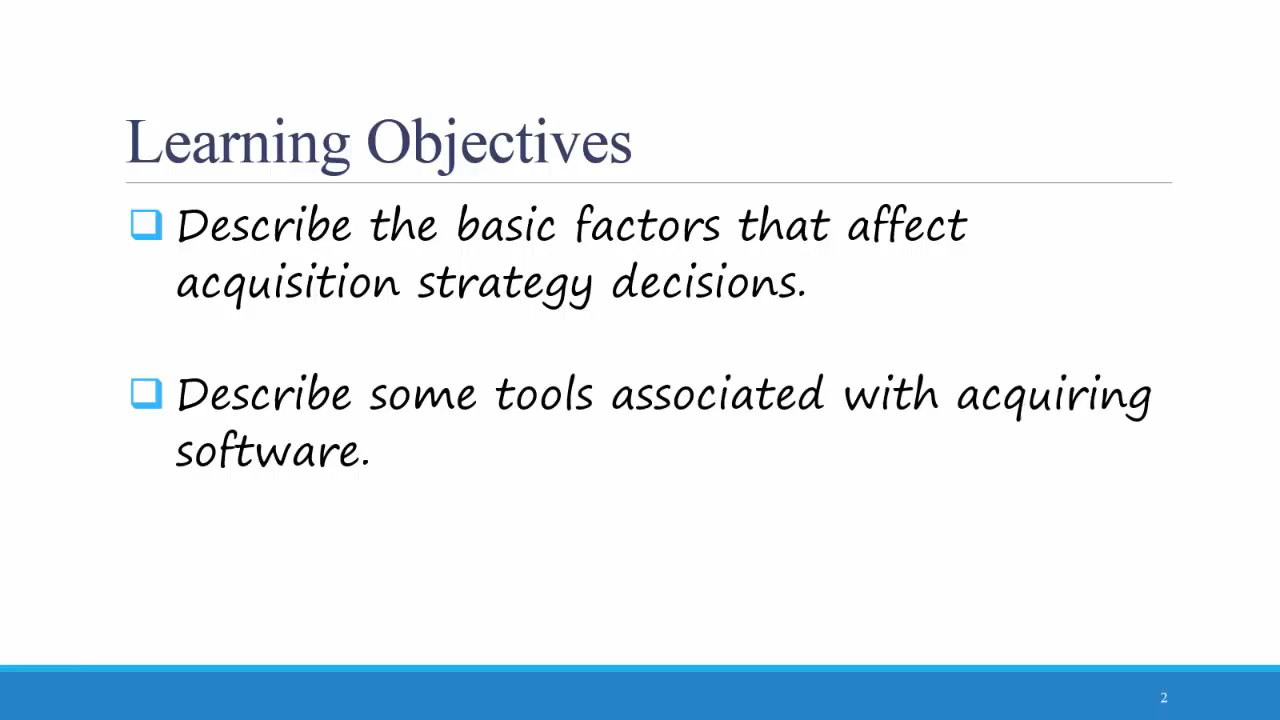 Learning Objectives
Describe the basic factors that affect
acquisition strategy decisions.
Describe some tools associated with acquiring
software.
2